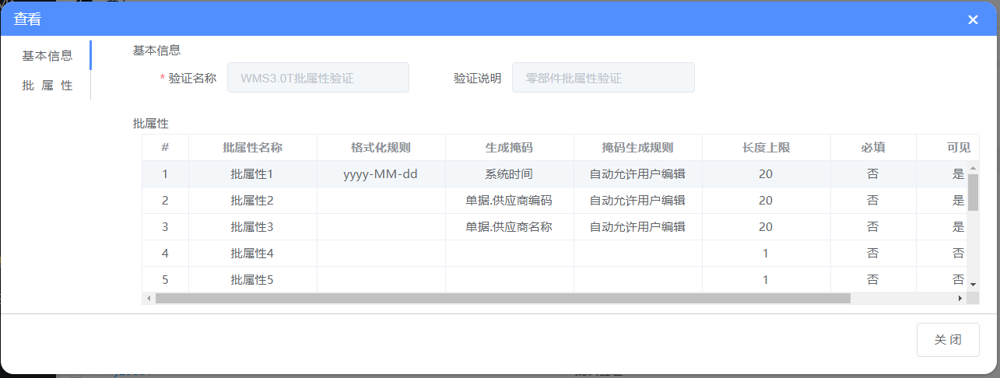 查看
基本信息
批 属 性
基本信息
* 验证名称 WMS3.0T批属性验证 验证说明 零部件批属性验证
批属性
# 批属性名称 格式化规则 生成掩码 掩码生成规则 长度上限 必填 可见
1 批属性1 yyyy-MM-dd 系统时间 自动允许用户编辑 20 否 是
2 批属性2 单据.供应商编码 自动允许用户编辑 20 否 是
3 批属性3 单据.供应商名称 自动允许用户编辑 20 否 是
4 批属性4 1 否 否
5 批属性5 1 否 否
关 闭